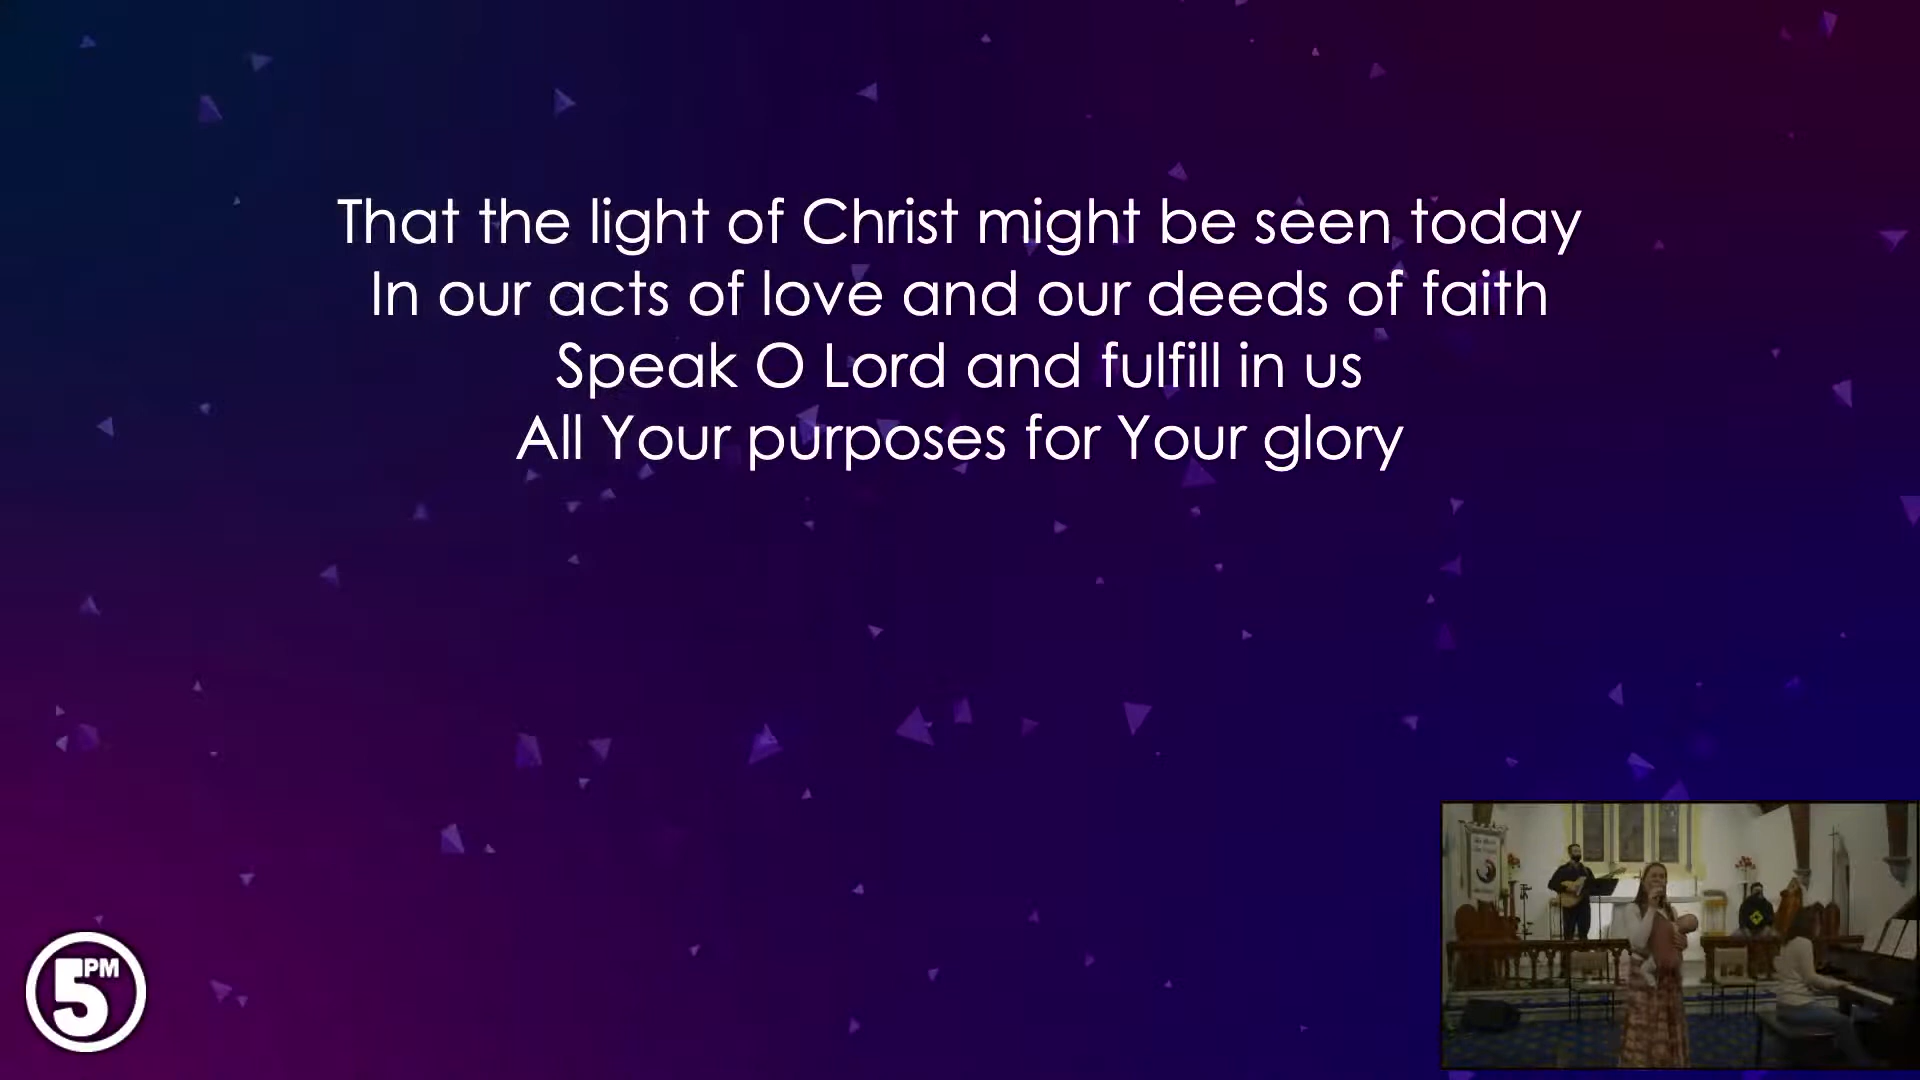 That the light of Christ might be seen today
In our acts of love and our deeds of faith
Speak O Lord and fulfill in us
All Your purposes for Your glory
5PM